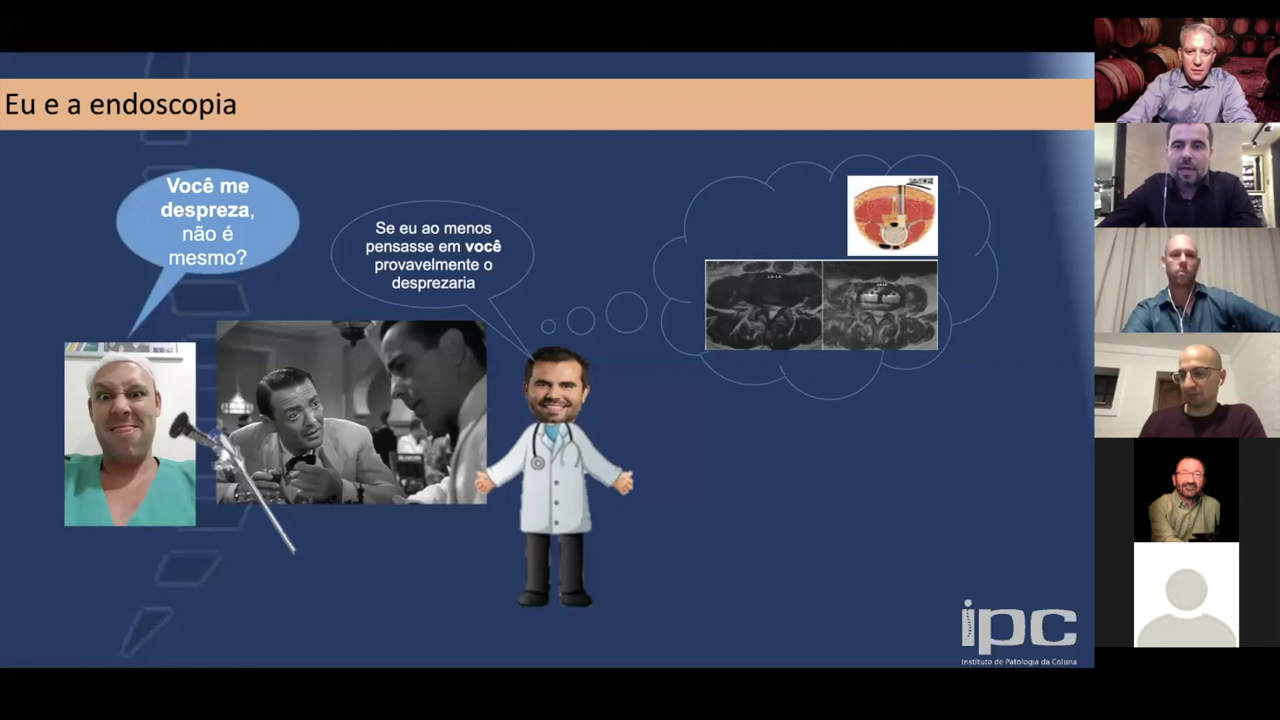 Eu e a endoscopia
Você me
despreza,
não é
mesmo?
Se eu ao menos
pensasse em você
provavelmente o
desprezaria
ipc
Instituto de Patologia da Coluna